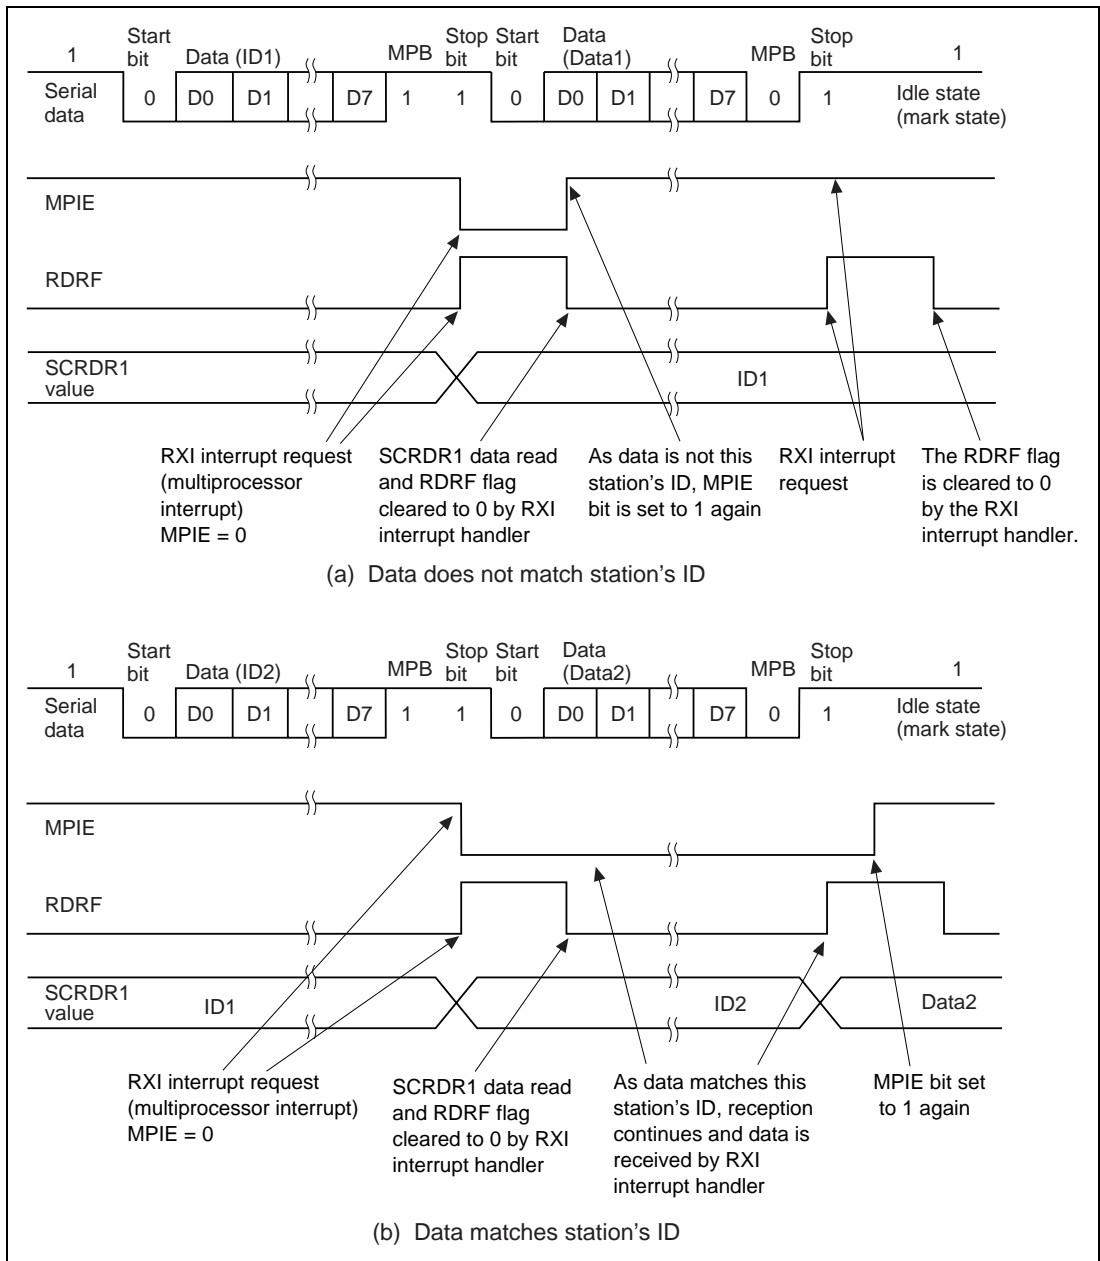 Start Stop Start Data Stop
1 bit Data (ID1) MPB bit bit (Data1) MPB bit 1
Serial data 0 D0 D1 D7 1 1 0 D0 D1 D7 0 1 Idle state (mark state)
MPIE
RDRF
SCRDR1
value
ID1
RXI interrupt request
(multiprocessor
interrupt)
MPIE = 0
SCRDR1 data read
and RDRF flag
cleared to 0 by RXI
interrupt handler
As data is not this
station's ID, MPIE
bit is set to 1 again
RXI interrupt
request
The RDRF flag
is cleared to 0
by the RXI
interrupt handler.
(a) Data does not match station's ID
Start Stop Start Data Stop
1 bit Data (ID2) MPB bit bit (Data2) MPB bit 1
Serial data 0 D0 D1 D7 1 1 0 D0 D1 D7 0 1 Idle state (mark state)
MPIE
RDRF
SCRDR1
value
ID1
ID2
Data2
RXI interrupt request
(multiprocessor interrupt)
MPIE = 0
SCRDR1 data read
and RDRF flag
cleared to 0 by RXI
interrupt handler
As data matches this
station's ID, reception
continues and data is
received by RXI
interrupt handler
MPIE bit set
to 1 again
(b) Data matches station's ID